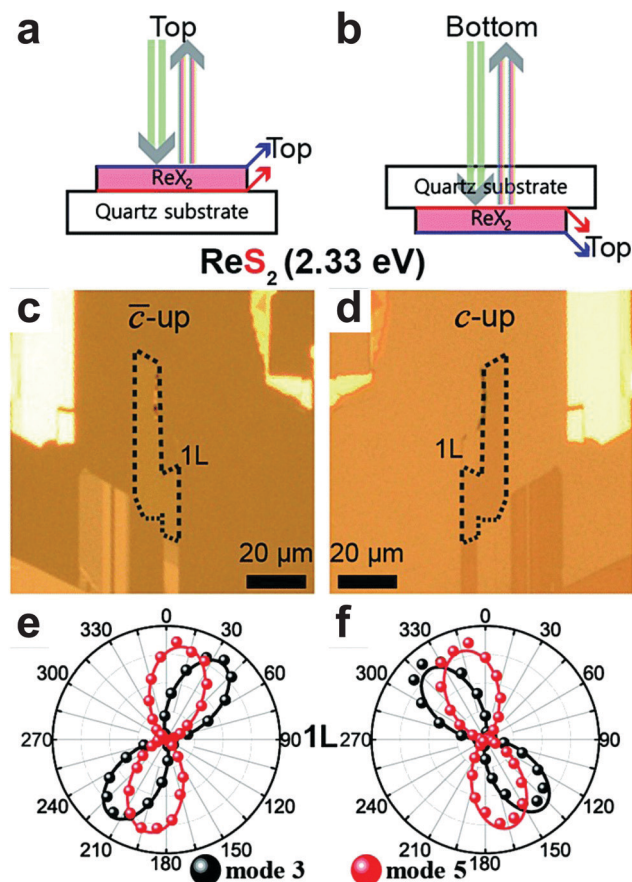 a
Top
Top
ReX₂
Quartz substrate
b
Bottom
Quartz substrate
ReX₂
Top
ReS₂ (2.33 eV)
c
c̅-up
1L
20 μm
d
c-up
1L
20 μm
e
0
30
60
90
120
150
180
210
240
270
300
330
1L
f
0
30
60
90
120
150
180
210
240
270
300
330
mode 3
mode 5